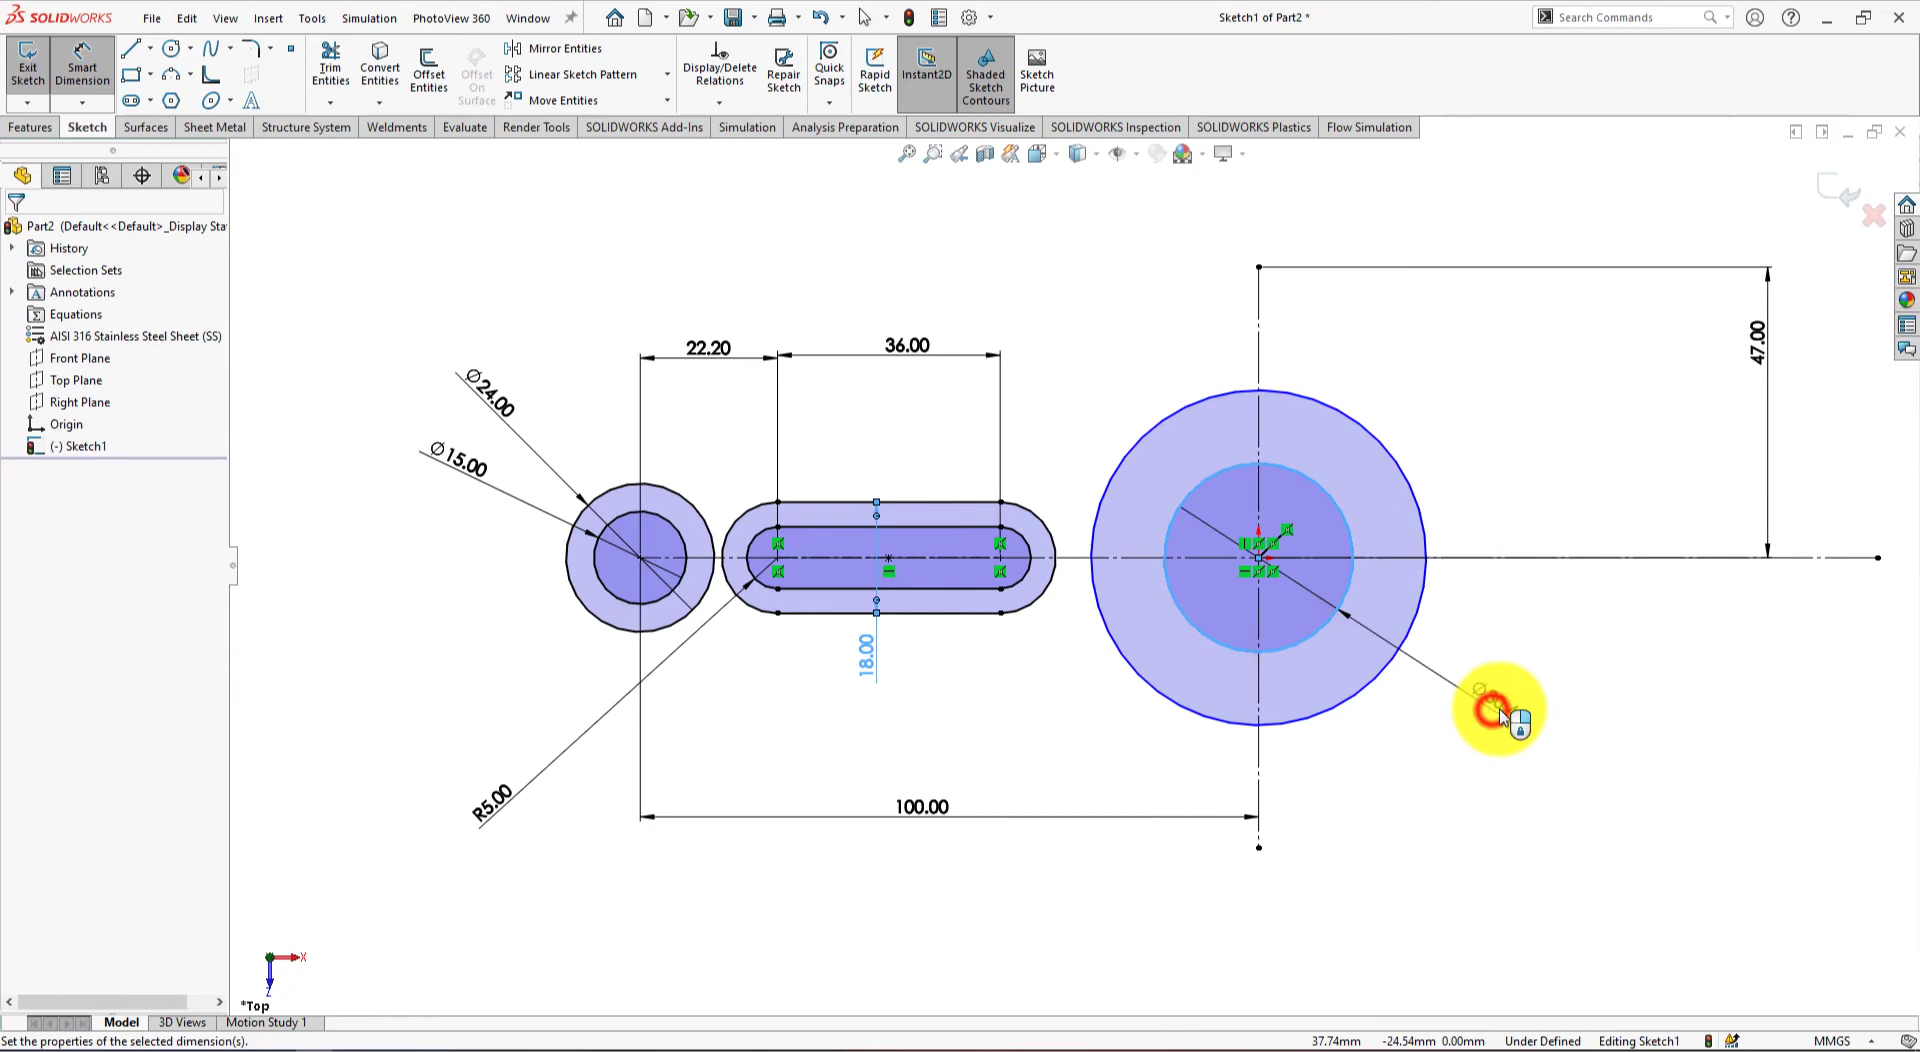 SOLIDWORKS
File
Edit
View
Insert
Tools
Simulation
PhotoView 360
Window
Sketch1 of Part2 *
Search Commands
Exit Sketch
Smart Dimension
Trim Entities
Convert Entities
Offset Entities
Offset On Surface
Mirror Entities
Linear Sketch Pattern
Move Entities
Display/Delete Relations
Repair Sketch
Quick Snaps
Rapid Sketch
Instant2D
Shaded Sketch Contours
Sketch Picture
Features
Sketch
Surfaces
Sheet Metal
Structure System
Weldments
Evaluate
Render Tools
SOLIDWORKS Add-Ins
Simulation
Analysis Preparation
SOLIDWORKS Visualize
SOLIDWORKS Inspection
SOLIDWORKS Plastics
Flow Simulation
Part2 (Default<<Default>_Display Sta
History
Selection Sets
Annotations
Equations
AISI 316 Stainless Steel Sheet (SS)
Front Plane
Top Plane
Right Plane
Origin
(-) Sketch1
22.20
36.00
47.00
∅24.00
∅15.00
18.00
R5.00
100.00
X
Z
*Top
Model
3D Views
Motion Study 1
Set the properties of the selected dimension(s).
37.74mm
-24.54mm
0.00mm
Under Defined
Editing Sketch1
MMGS